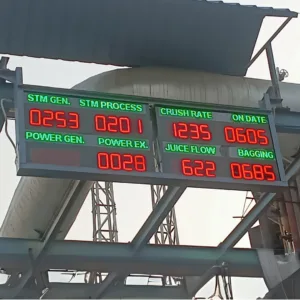 STM GEN. STM PROCESS CRUSH RATE ON DATE
0253 0201 1235 0605
POWER GEN. POWER EX. JUICE FLOW BAGGING
0028 622 0685